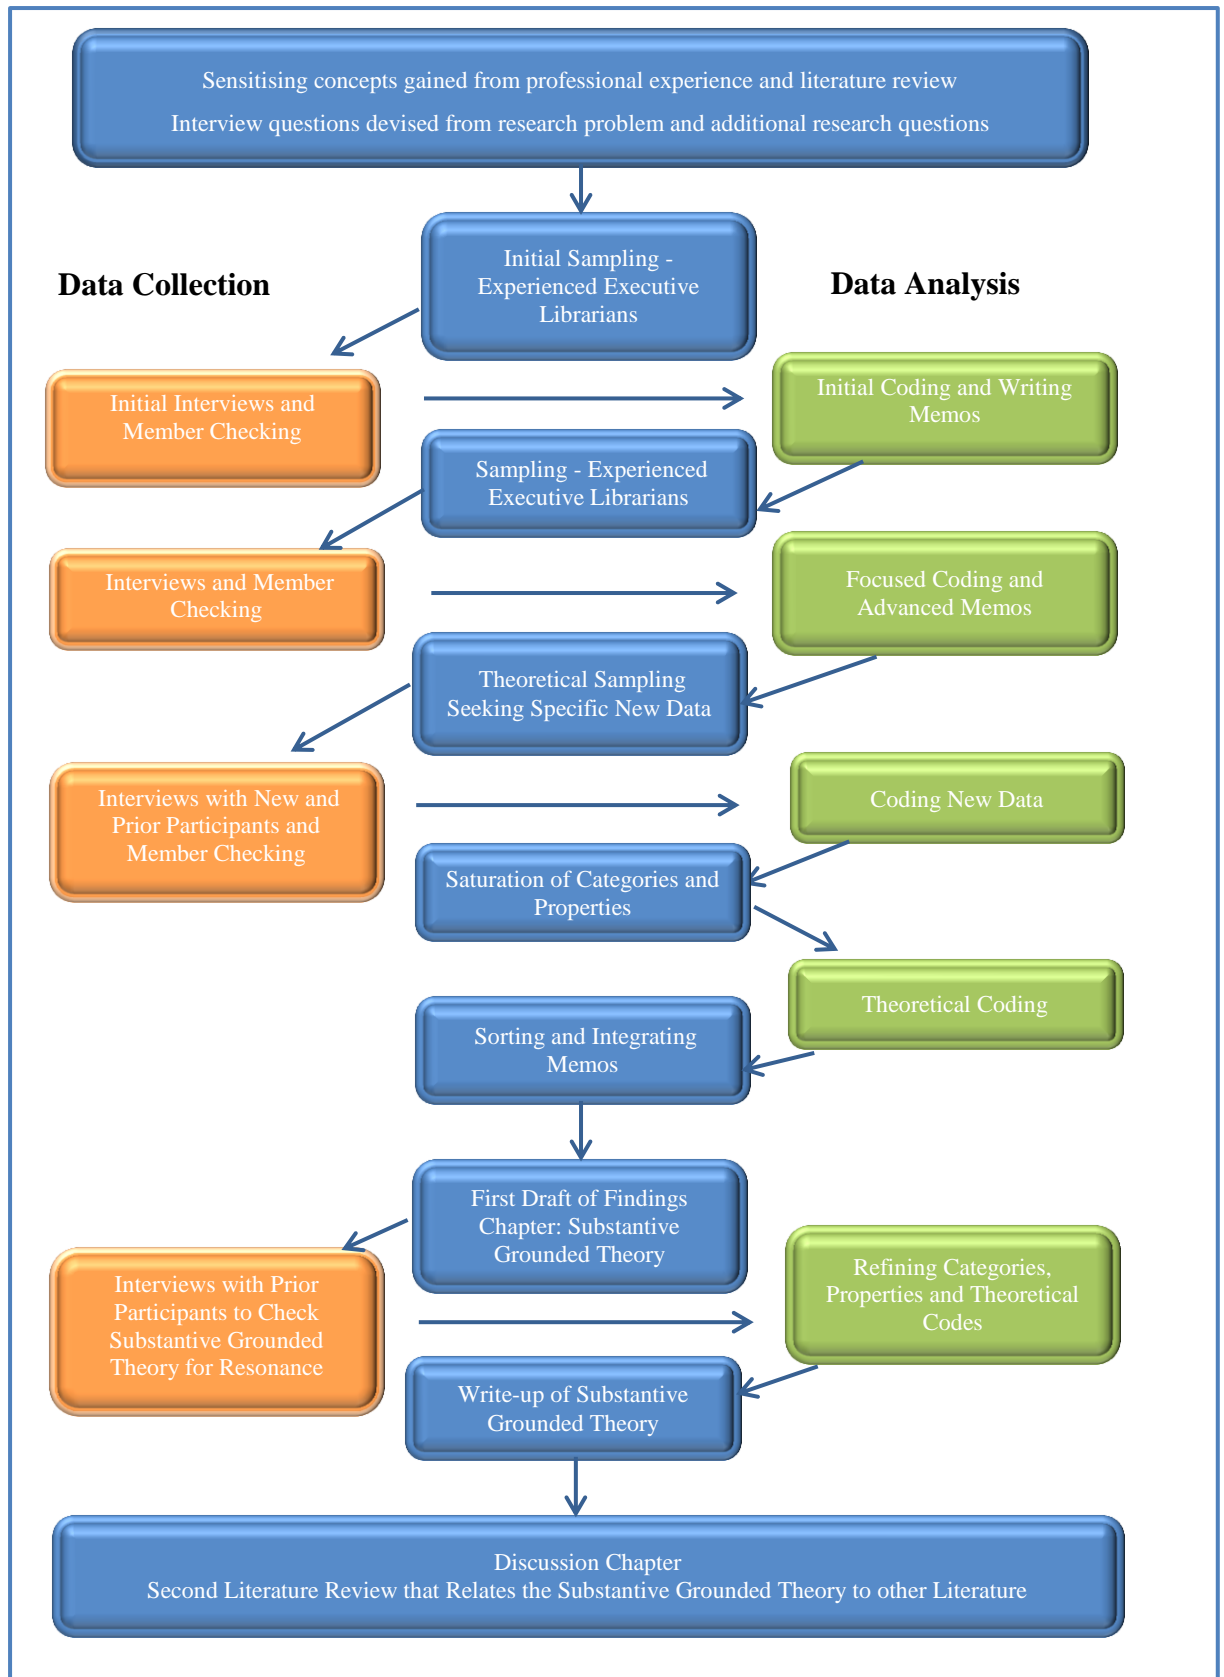 Sensitising concepts gained from professional experience and literature review
Interview questions devised from research problem and additional research questions
Initial Sampling -
Experienced Executive
Librarians
Data Collection
Data Analysis
Initial Interviews and
Member Checking
Initial Coding and Writing
Memos
Sampling - Experienced
Executive Librarians
Interviews and Member
Checking
Focused Coding and
Advanced Memos
Theoretical Sampling
Seeking Specific New Data
Interviews with New and
Prior Participants and
Member Checking
Coding New Data
Saturation of Categories and
Properties
Theoretical Coding
Sorting and Integrating
Memos
First Draft of Findings
Chapter: Substantive
Grounded Theory
Interviews with Prior
Participants to Check
Substantive Grounded
Theory for Resonance
Refining Categories,
Properties and Theoretical
Codes
Write-up of Substantive
Grounded Theory
Discussion Chapter
Second Literature Review that Relates the Substantive Grounded Theory to other Literature